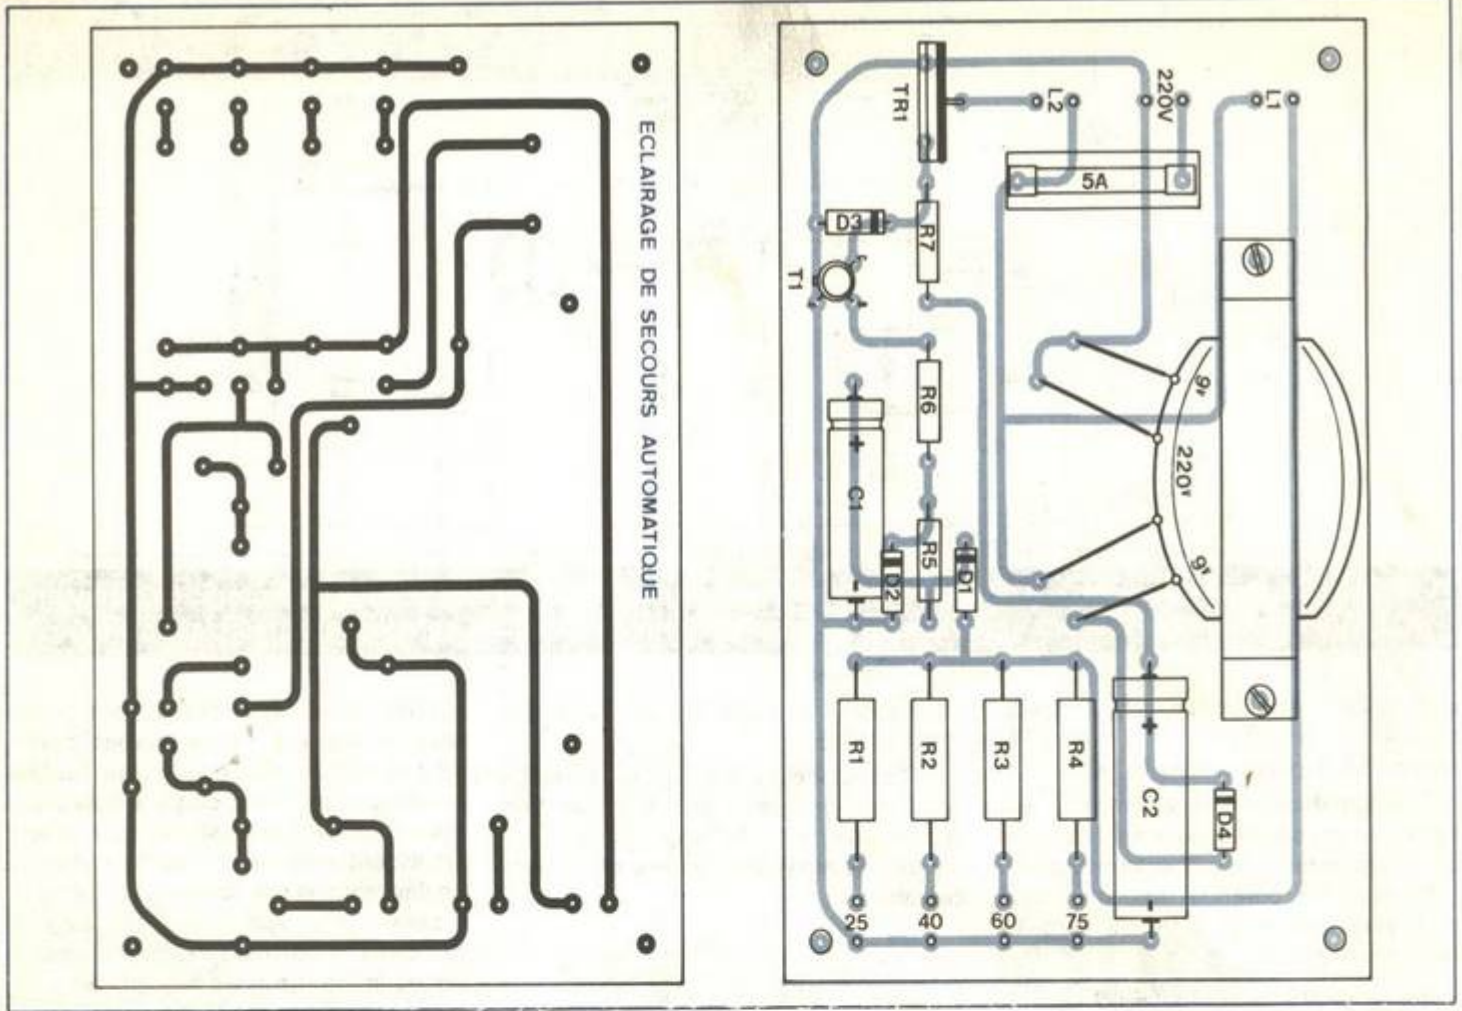 ECLAIRAGE DE SECOURS AUTOMATIQUE
TR1
L2
220V
L1
5A
D3
R7
T1
R6
9V
220V
9V
+
C1
-
D2
R5
D1
R1
R2
R3
R4
+
C2
-
D4
25
40
60
75